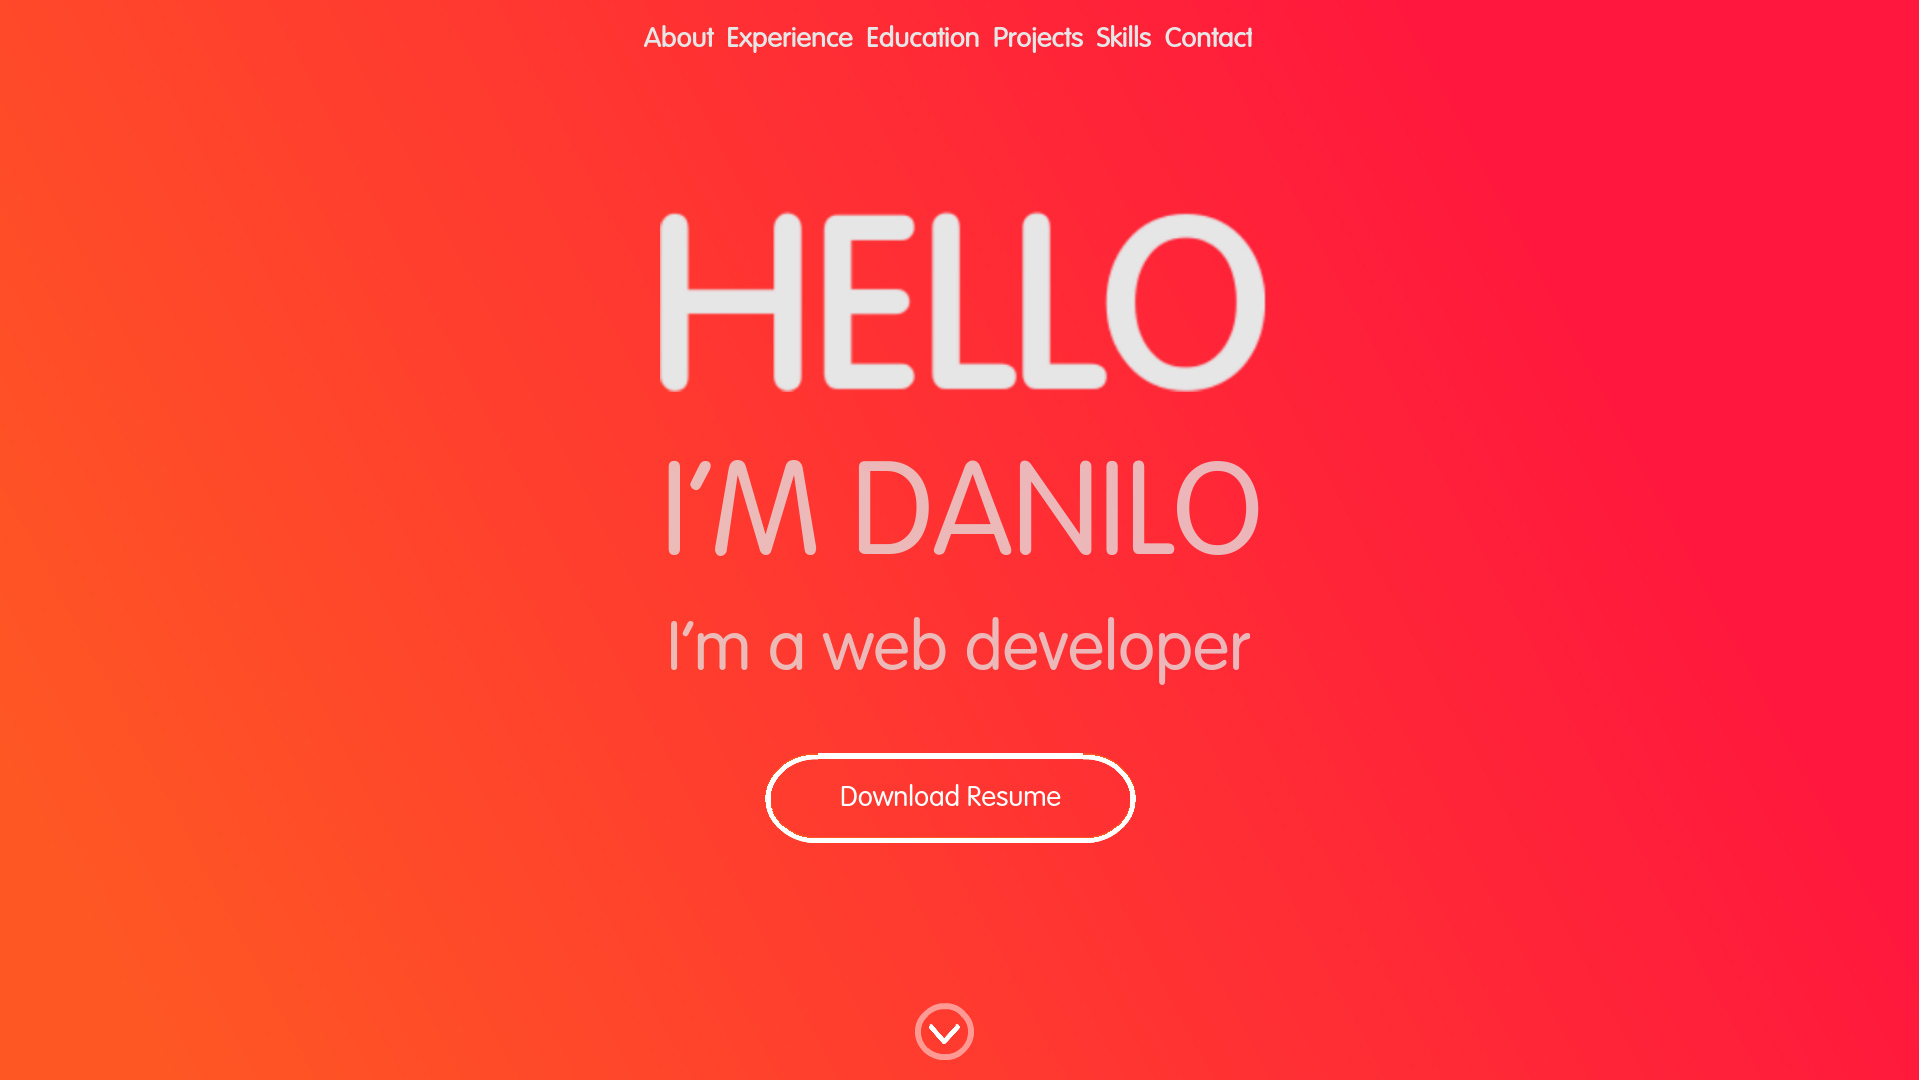 About Experience Education Projects Skills Contact
HELLO
I'M DANILO
I'm a web developer
Download Resume